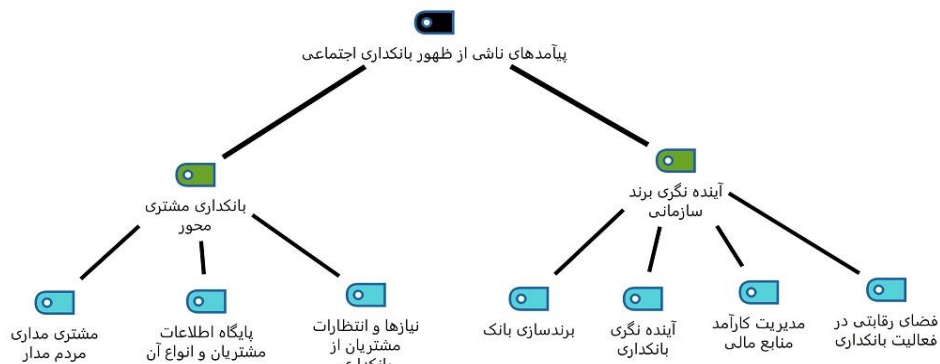 پیآمدهای ناشی از ظهور بانکداری اجتماعی
آینده نگری برند
سازمانی
بانکداری مشتری
محور
فضای رقابتی در
فعالیت بانکداری
مدیریت کارآمد
منابع مالی
آینده نگری
بانکداری
برندسازی بانک
نیازها و انتظارات
مشتریان از
پایگاه اطلاعات
مشتریان و انواع آن
مشتری مداری
مردم مدار